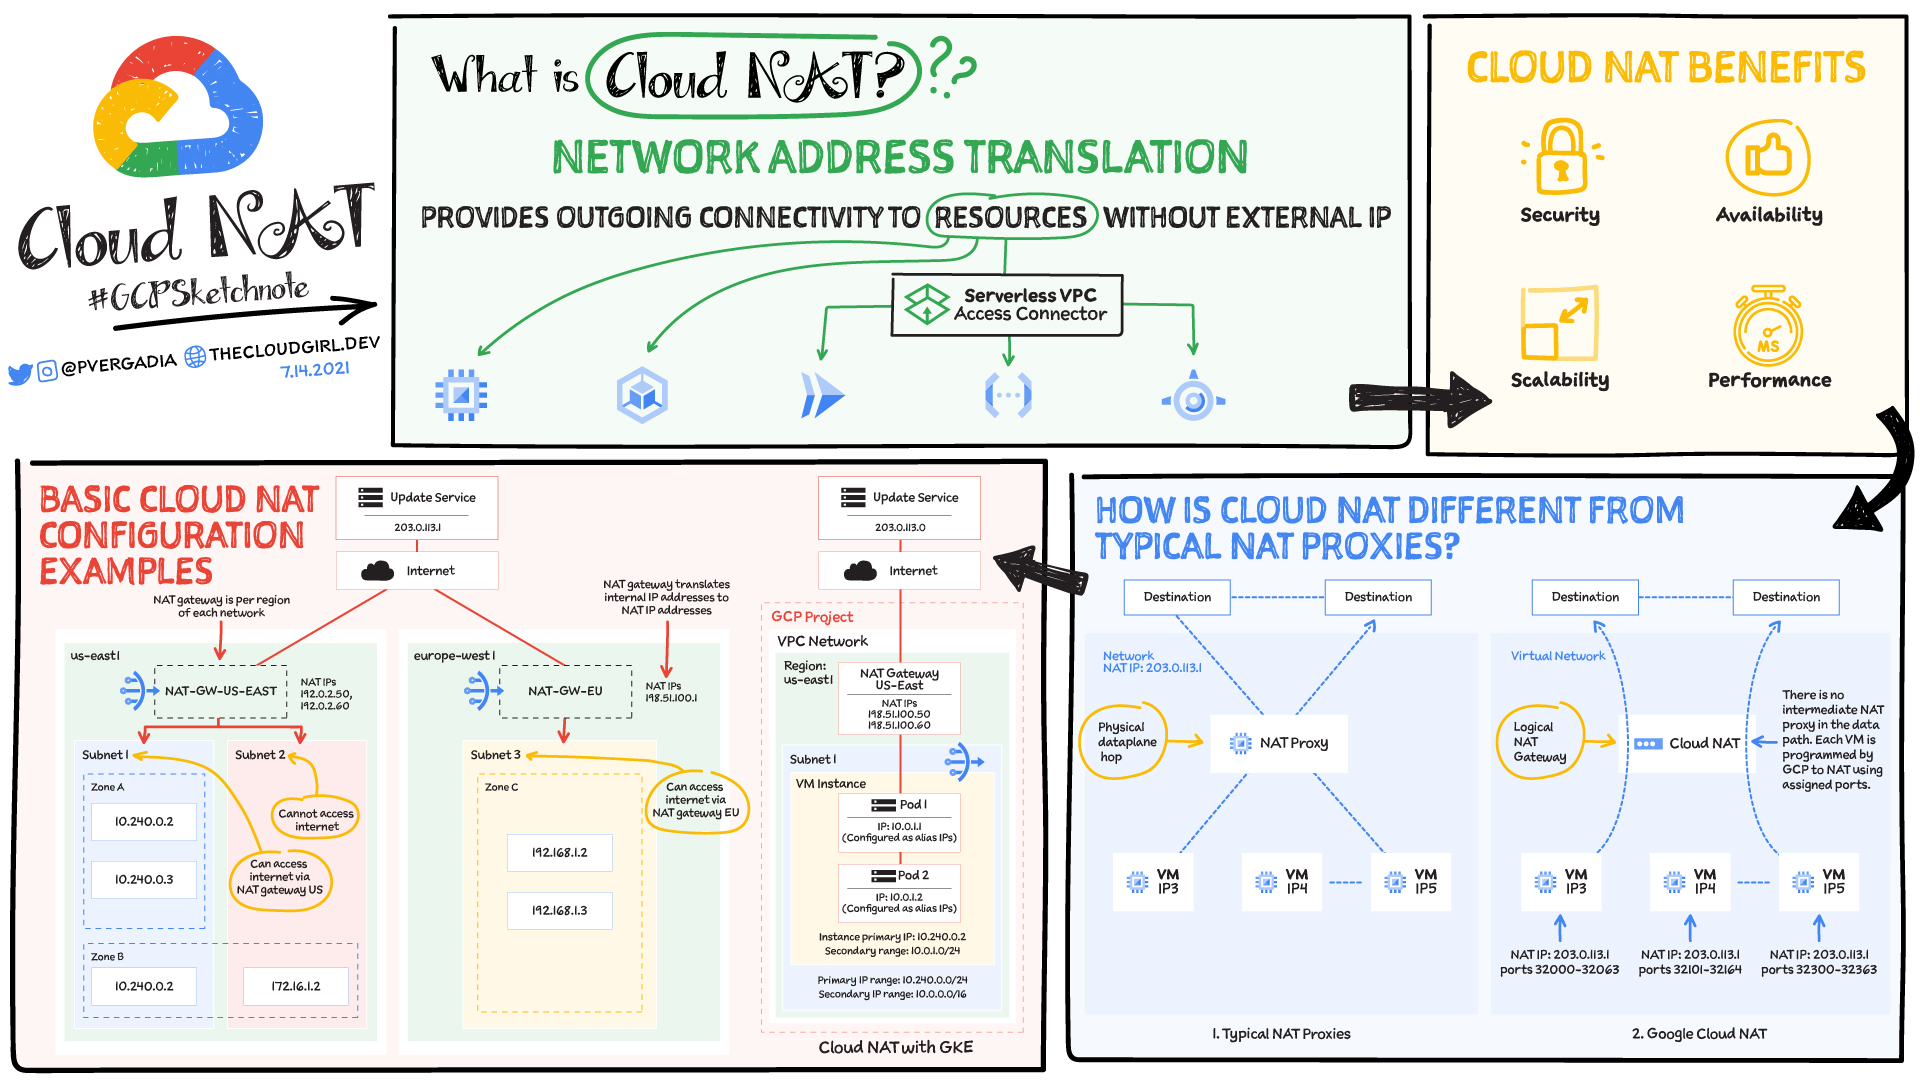 Cloud NAT
#GCPSketchnote
@PVERGADIA THECLOUDGIRL.DEV
7.14.2021
What is Cloud NAT???
NETWORK ADDRESS TRANSLATION
PROVIDES OUTGOING CONNECTIVITY TO RESOURCES WITHOUT EXTERNAL IP
Serverless VPC
Access Connector
CLOUD NAT BENEFITS
Security
Availability
Scalability
MS
Performance
HOW IS CLOUD NAT DIFFERENT FROM
TYPICAL NAT PROXIES?
Destination
Destination
Network
NAT IP: 203.0.113.1
Physical
dataplane
hop
NAT Proxy
VM
IP3
VM
IP4
VM
IP5
1. Typical NAT Proxies
Destination
Destination
Virtual Network
Logical
NAT
Gateway
Cloud NAT
There is no
intermediate NAT
proxy in the data
path. Each VM is
programmed by
GCP to NAT using
assigned ports.
VM
IP3
VM
IP4
VM
IP5
NAT IP: 203.0.113.1
ports 32000-32063
NAT IP: 203.0.113.1
ports 32101-32164
NAT IP: 203.0.113.1
ports 32300-32363
2. Google Cloud NAT
BASIC CLOUD NAT
CONFIGURATION
EXAMPLES
Update Service
203.0.113.1
Internet
NAT gateway is per region
of each network
NAT gateway translates
internal IP addresses to
NAT IP addresses
us-east1
NAT-GW-US-EAST
NAT IPs
192.0.2.50,
192.0.2.60
Subnet 1
Zone A
10.240.0.2
10.240.0.3
Zone B
10.240.0.2
Subnet 2
Cannot access
internet
Can access
internet via
NAT gateway US
172.16.1.2
europe-west1
NAT-GW-EU
NAT IPs
198.51.100.1
Subnet 3
Zone C
192.168.1.2
192.168.1.3
Can access
internet via
NAT gateway EU
Update Service
203.0.113.0
Internet
GCP Project
VPC Network
Region:
us-east1
NAT Gateway
US-East
NAT IPs
198.51.100.50
198.51.100.60
Subnet 1
VM Instance
Pod 1
IP: 10.0.1.1
(Configured as alias IPs)
Pod 2
IP: 10.0.1.2
(Configured as alias IPs)
Instance primary IP: 10.240.0.2
Secondary range: 10.0.1.0/24
Primary IP range: 10.240.0.0/24
Secondary IP range: 10.0.0.0/16
Cloud NAT with GKE